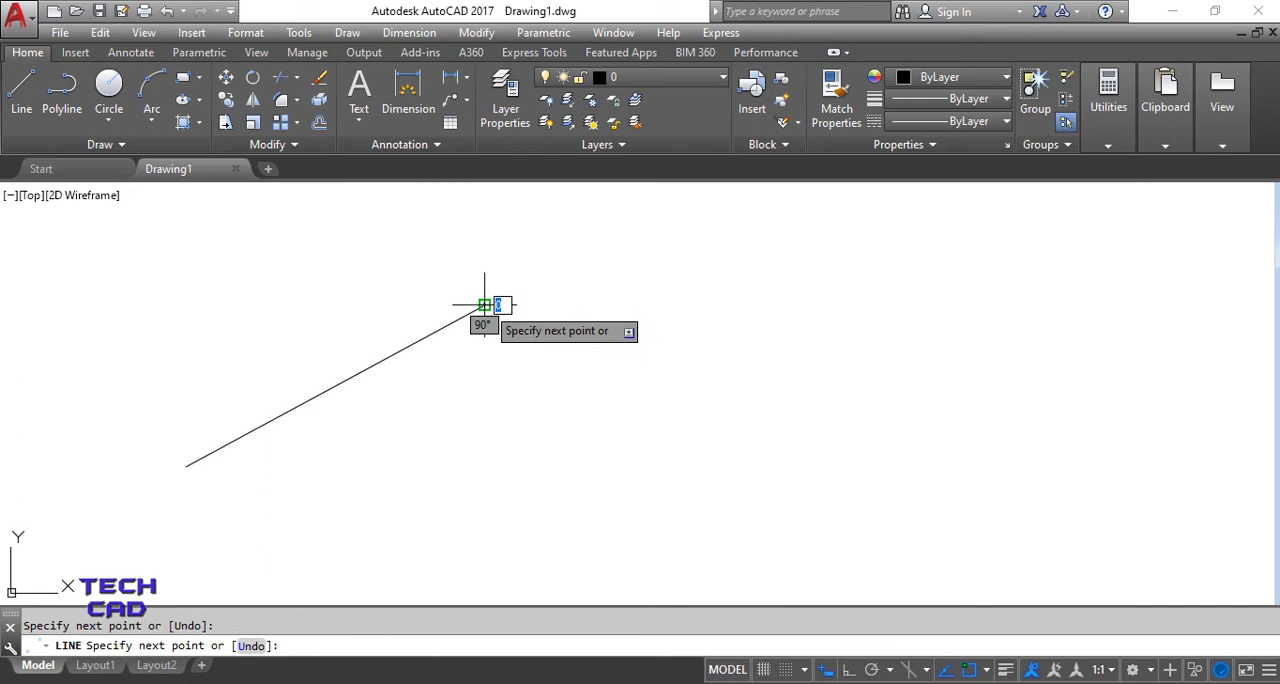 Autodesk AutoCAD 2017 Drawing1.dwg
Type a keyword or phrase
Sign In
File Edit View Insert Format Tools Draw Dimension Modify Parametric Window Help Express
Home Insert Annotate Parametric View Manage Output Add-ins A360 Express Tools Featured Apps BIM 360 Performance
0
ByLayer
ByLayer
ByLayer
Line Polyline Circle Arc
Text Dimension
Layer
Properties
Insert
Match
Properties
Group
Utilities
Clipboard
View
Draw Modify Annotation Layers Block Properties Groups
Start Drawing1
[−][Top][2D Wireframe]
0
90°
Specify next point or
Y
X
TECH
CAD
Specify next point or [Undo]:
LINE Specify next point or [Undo]:
Model Layout1 Layout2 +
MODEL 1:1